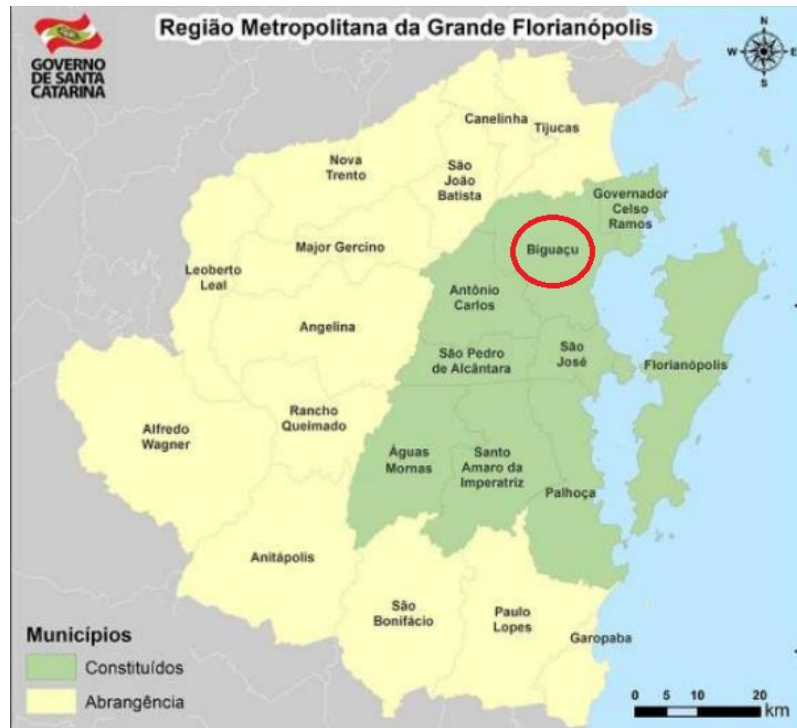 Região Metropolitana da Grande Florianópolis
GOVERNO
DE SANTA
CATARINA
N
W
E
S
Canelinha
Tijucas
Nova
Trento
São
João
Batista
Governador
Celso
Ramos
Major Gercino
Biguaçu
Leoberto
Leal
Antônio
Carlos
Angelina
São Pedro
de Alcântara
São
José
Florianópolis
Rancho
Queimado
Alfredo
Wagner
Águas
Mornas
Santo
Amaro da
Imperatriz
Palhoça
Anitápolis
São
Bonifácio
Paulo
Lopes
Garopaba
Municípios
Constituídos
Abrangência
0 5 10 20
km